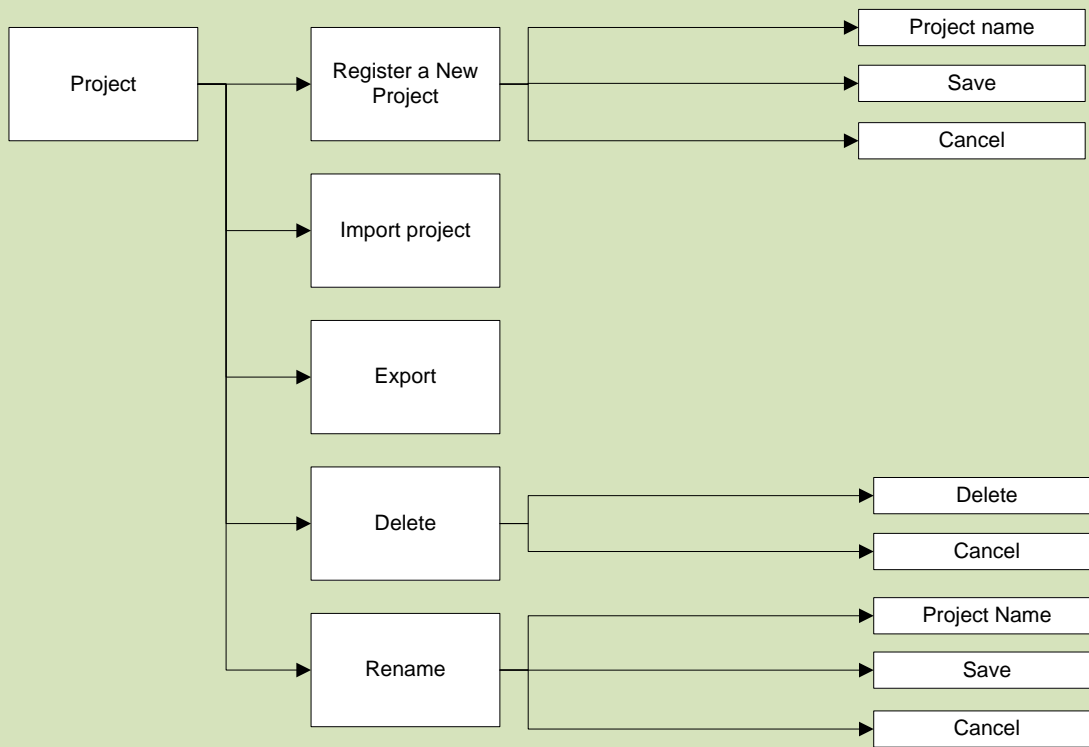 Project
Register a New
Project
Project name
Save
Cancel
Import project
Export
Delete
Delete
Cancel
Rename
Project Name
Save
Cancel